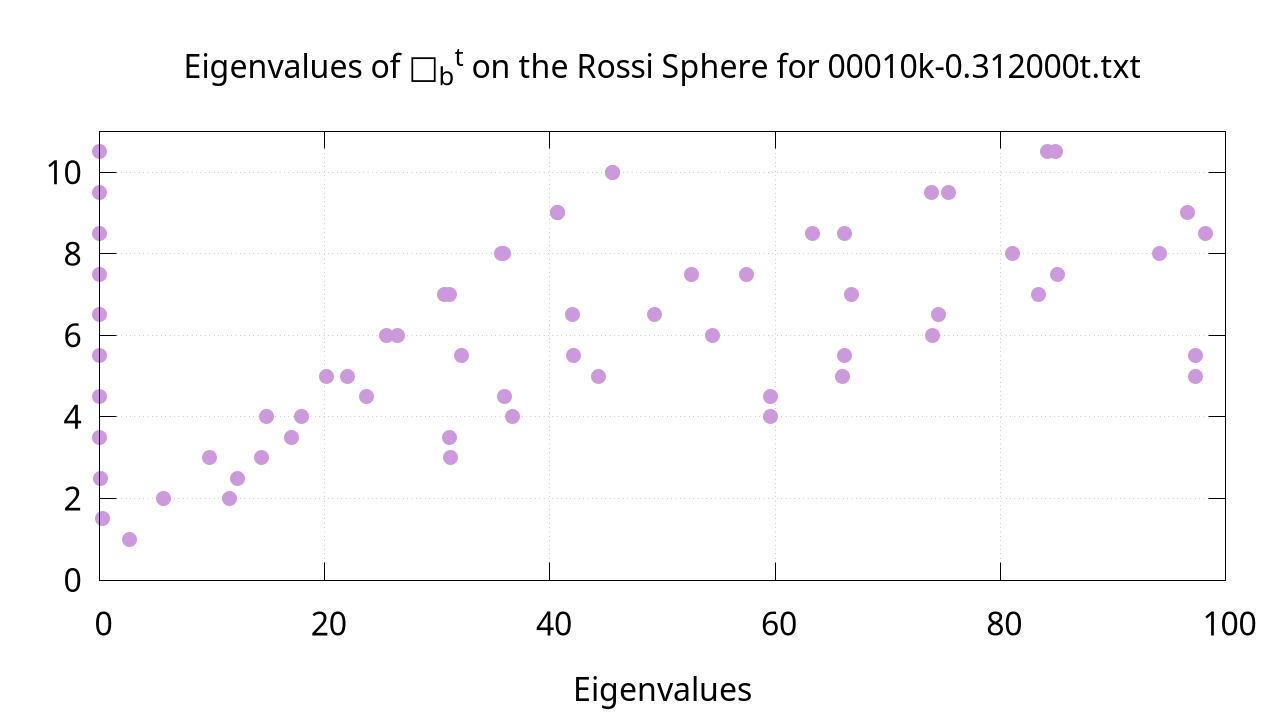 Eigenvalues of □bᵗ on the Rossi Sphere for 00010k-0.312000t.txt
10
8
6
4
2
0
0 20 40 60 80 100
Eigenvalues